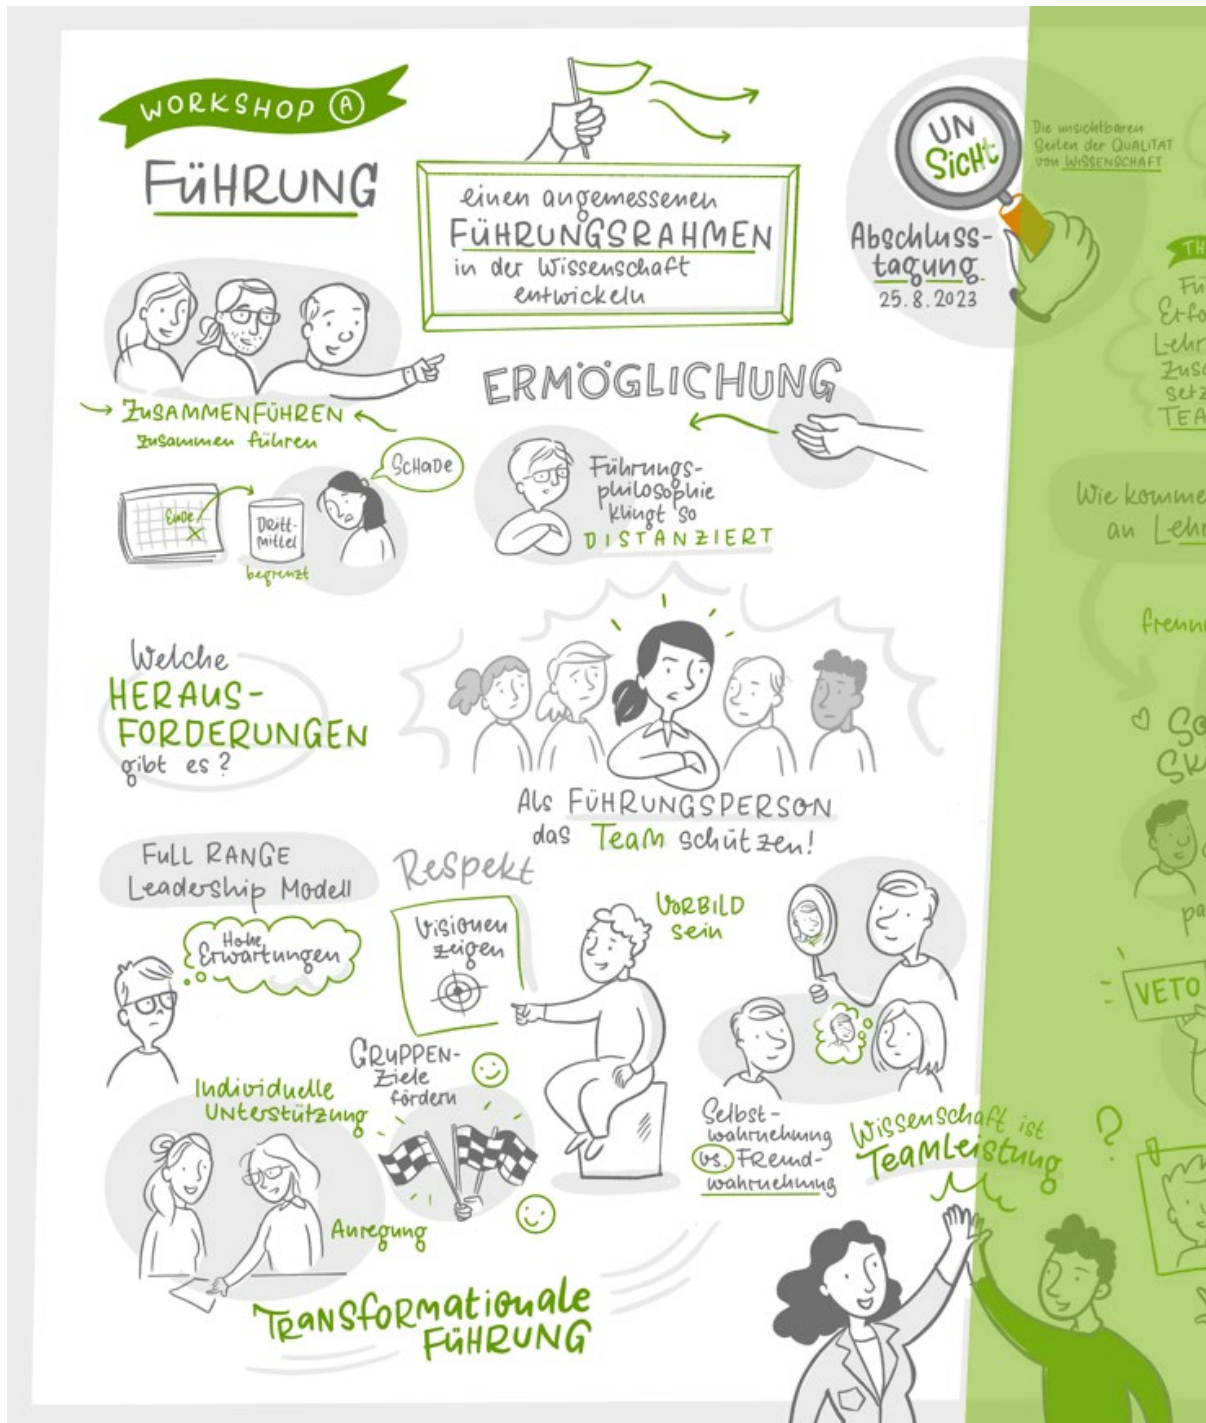 WORKSHOP A
FÜHRUNG
einen angemessenen
FÜHRUNGSRAHMEN
in der Wissenschaft
entwickeln
UN
SicHt
Die unsichtbaren
Seiten der QUALITÄT
von WISSENSCHAFT
Abschluss-
tagung
25.8.2023
ZUSAMMENFÜHREN
zusammen führen
ERMÖGLICHUNG
SCHADE
Ende
Dritt-
mittel
begrenzt
Führungs-
philosophie
klingt so
DISTANZIERT
Welche
HERAUS-
FORDERUNGEN
gibt es?
Als FÜHRUNGSPERSON
das Team schützen!
FULL RANGE
Leadership Modell
Hohe
Erwartungen
Respekt
Visionen
zeigen
VORBILD
sein
GRUPPEN-
Ziele
fördern
Individuelle
Unterstützung
Anregung
Selbst-
wahrnehmung
vs. Fremd-
wahrnehmung
Wissenschaft ist
Teamleistung
TRANSformationale
FÜHRUNG
Wie komme
an Lehr
VETO
?